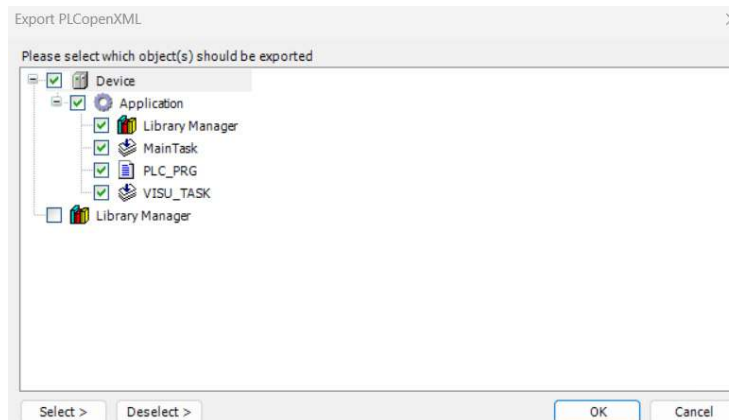 Export PLCopenXML
Please select which object(s) should be exported
Device
Application
Library Manager
MainTask
PLC_PRG
VISU_TASK
Library Manager
Select > Deselect > OK Cancel